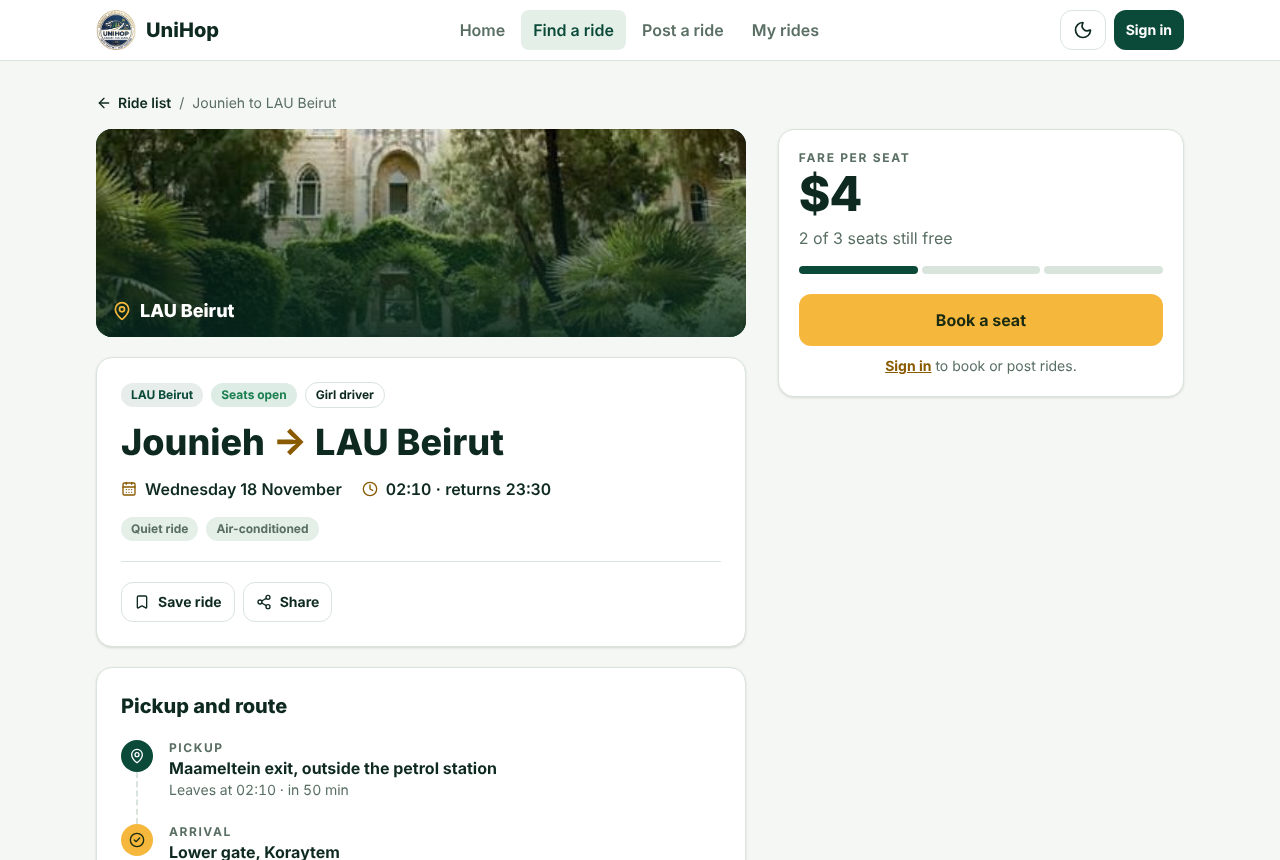 UNIHOP
UniHop
Home
Find a ride
Post a ride
My rides
Sign in
Ride list / Jounieh to LAU Beirut
LAU Beirut
LAU Beirut
Seats open
Girl driver
Jounieh → LAU Beirut
Wednesday 18 November
02:10 · returns 23:30
Quiet ride
Air-conditioned
Save ride
Share
Pickup and route
PICKUP
Maameltein exit, outside the petrol station
Leaves at 02:10 · in 50 min
ARRIVAL
Lower gate, Koraytem
FARE PER SEAT
$4
2 of 3 seats still free
Book a seat
Sign in to book or post rides.